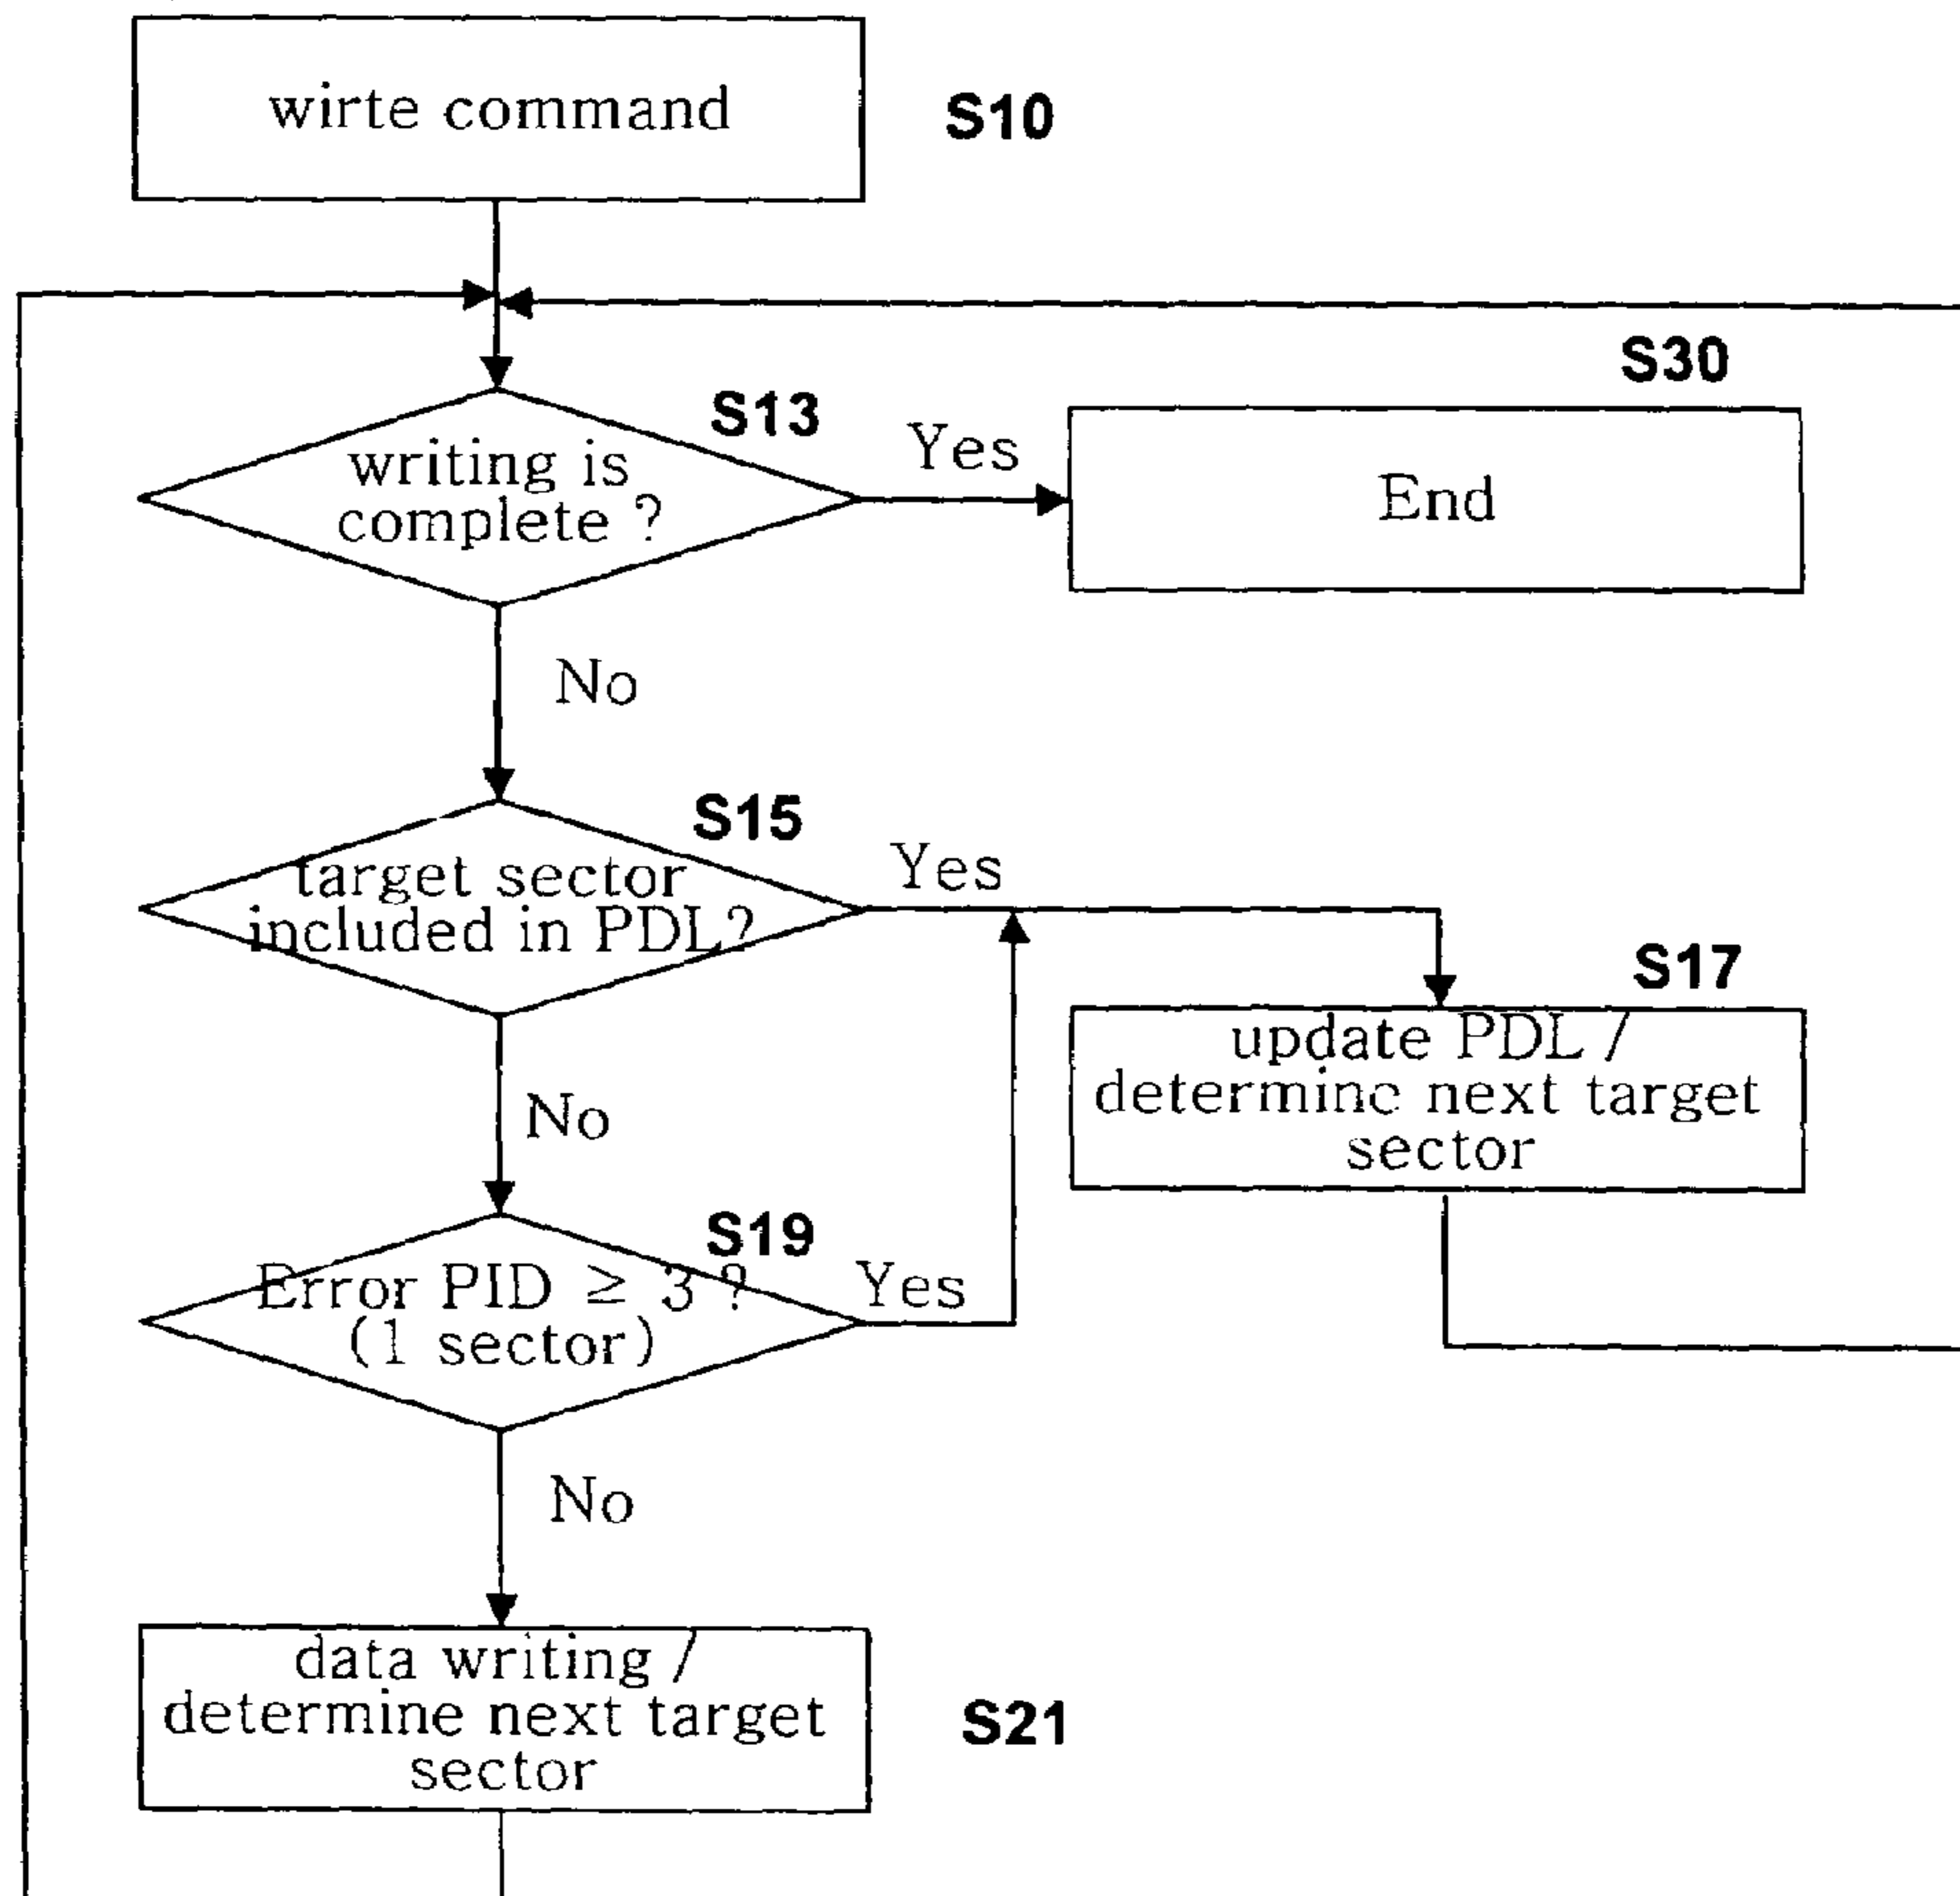 wirte command
S10
S30
S13
Yes
writing is
complete ?
End
No
S15
Yes
target sector
included in PDL?
S17
update PDL /
determine next target
sector
No
S19
Error PID ≥ 3 ?
(1 sector)
Yes
No
data writing /
determine next target
sector
S21